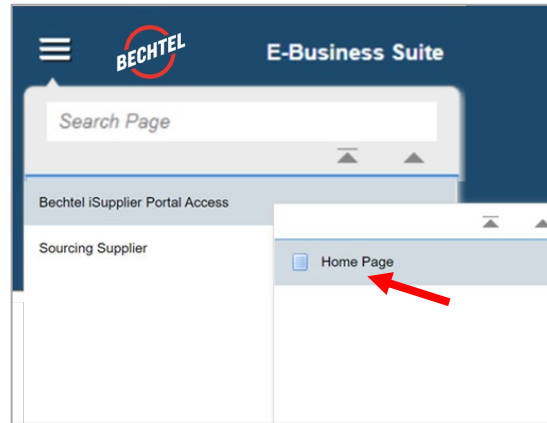 BECHTEL
E-Business Suite
Search Page
Bechtel iSupplier Portal Access
Sourcing Supplier
Home Page